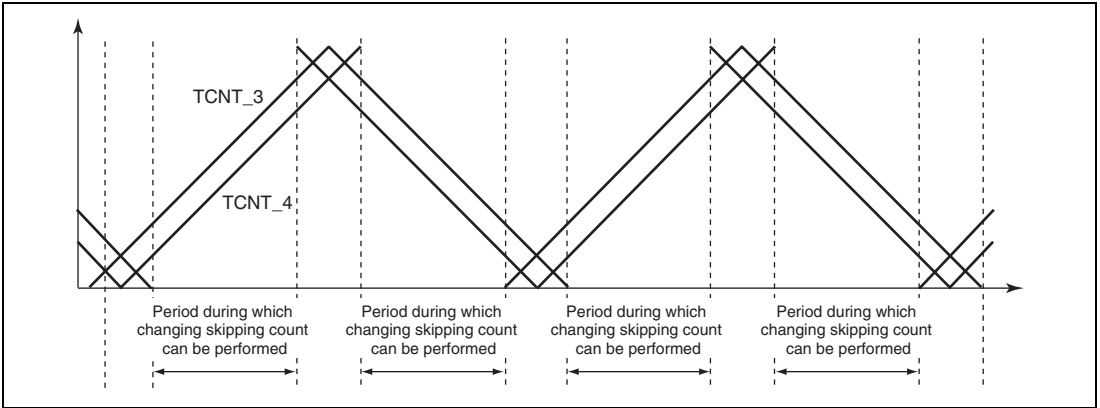 TCNT_3
TCNT_4
Period during which
changing skipping count
can be performed
Period during which
changing skipping count
can be performed
Period during which
changing skipping count
can be performed
Period during which
changing skipping count
can be performed